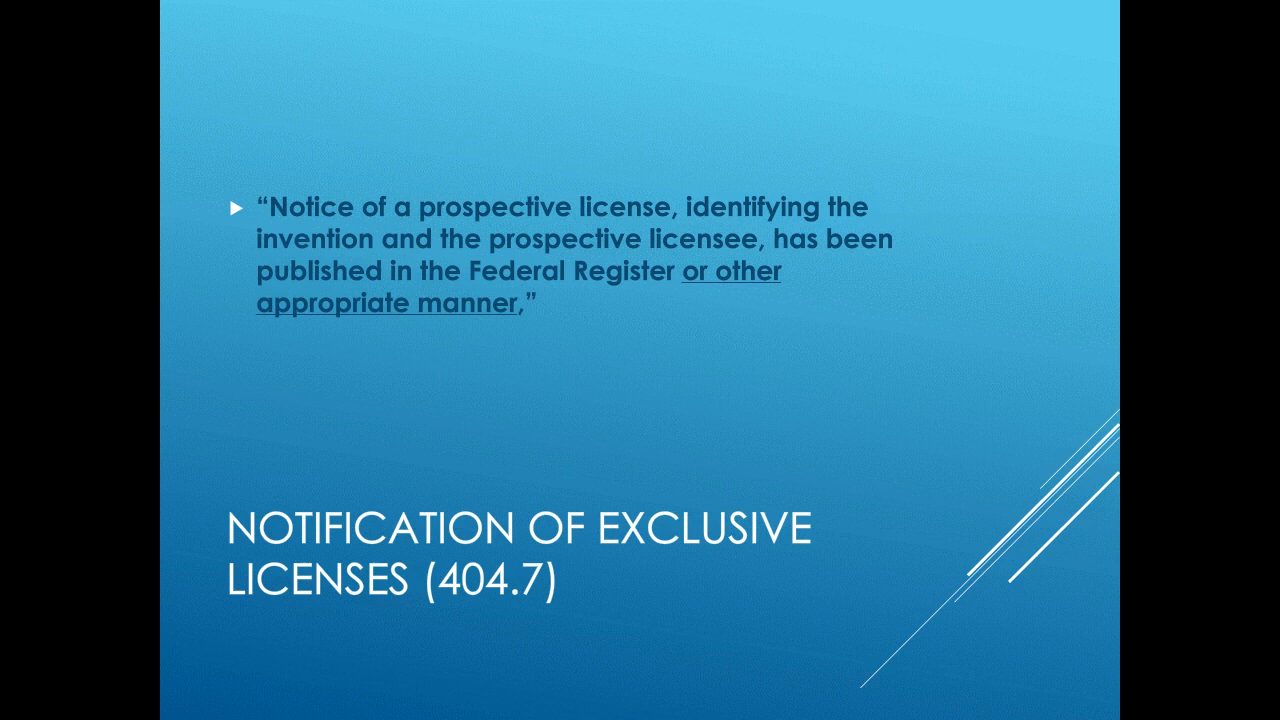 “Notice of a prospective license, identifying the
invention and the prospective licensee, has been
published in the Federal Register or other
appropriate manner,”
NOTIFICATION OF EXCLUSIVE
LICENSES (404.7)